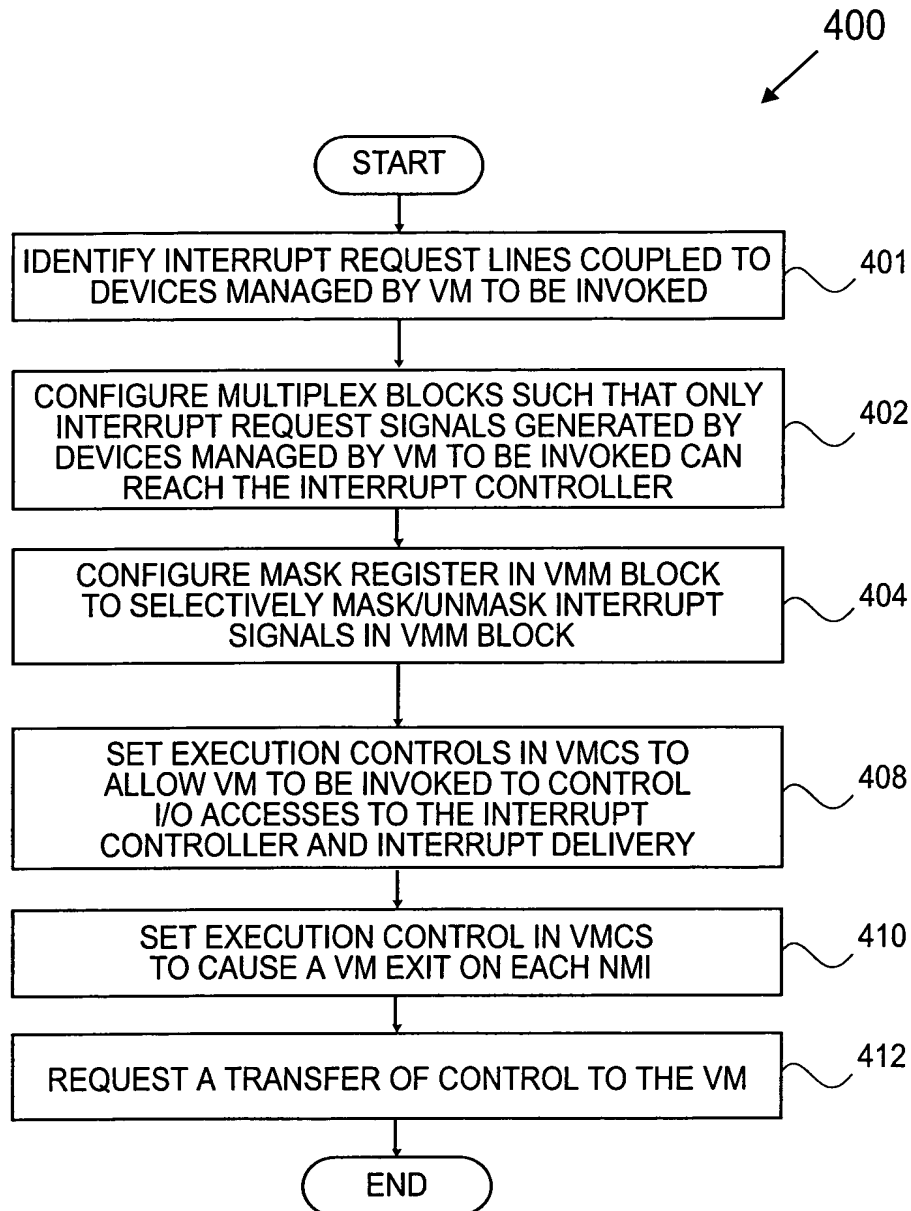 400
START
IDENTIFY INTERRUPT REQUEST LINES COUPLED TO
DEVICES MANAGED BY VM TO BE INVOKED
401
CONFIGURE MULTIPLEX BLOCKS SUCH THAT ONLY
INTERRUPT REQUEST SIGNALS GENERATED BY
DEVICES MANAGED BY VM TO BE INVOKED CAN
REACH THE INTERRUPT CONTROLLER
402
CONFIGURE MASK REGISTER IN VMM BLOCK
TO SELECTIVELY MASK/UNMASK INTERRUPT
SIGNALS IN VMM BLOCK
404
SET EXECUTION CONTROLS IN VMCS TO
ALLOW VM TO BE INVOKED TO CONTROL
I/O ACCESSES TO THE INTERRUPT
CONTROLLER AND INTERRUPT DELIVERY
408
SET EXECUTION CONTROL IN VMCS
TO CAUSE A VM EXIT ON EACH NMI
410
REQUEST A TRANSFER OF CONTROL TO THE VM
412
END